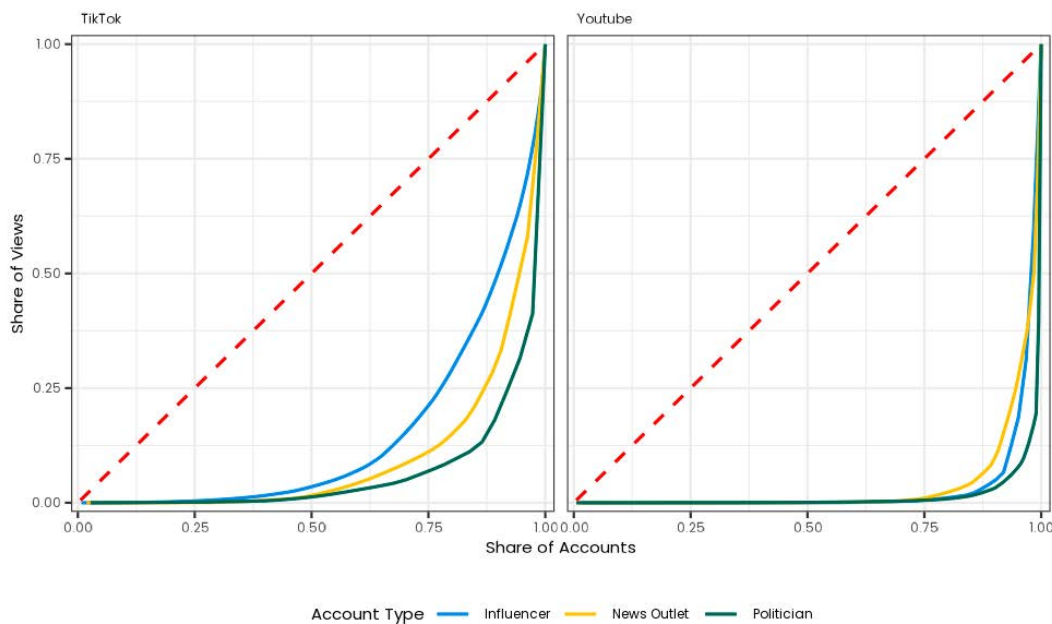 TikTok
Youtube
1.00
0.75
0.50
0.25
0.00
Share of Views
0.00 0.25 0.50 0.75 1.00 0.00 0.25 0.50 0.75 1.00
Share of Accounts
Account Type Influencer News Outlet Politician